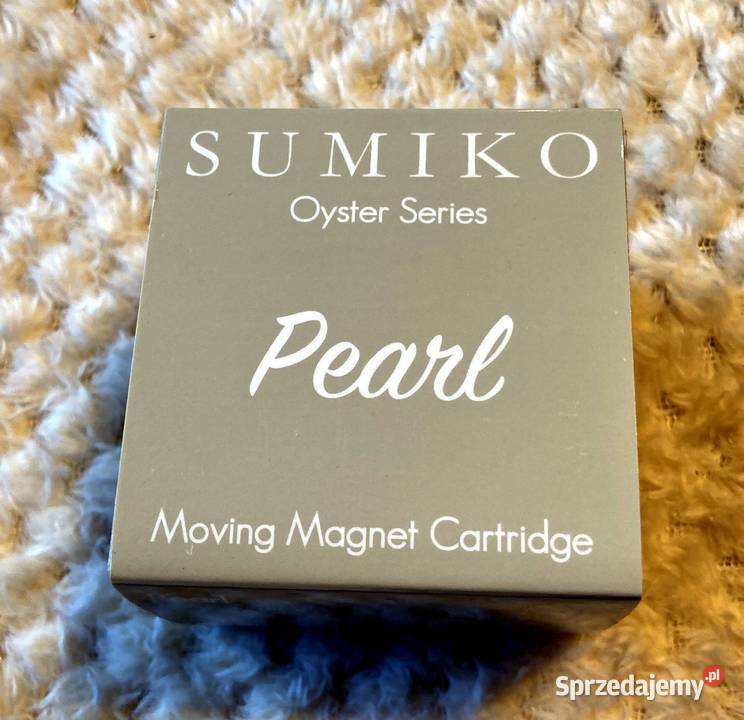 SUMIKO
Oyster Series
Pearl
Moving Magnet Cartridge
Sprzedajemy.pl